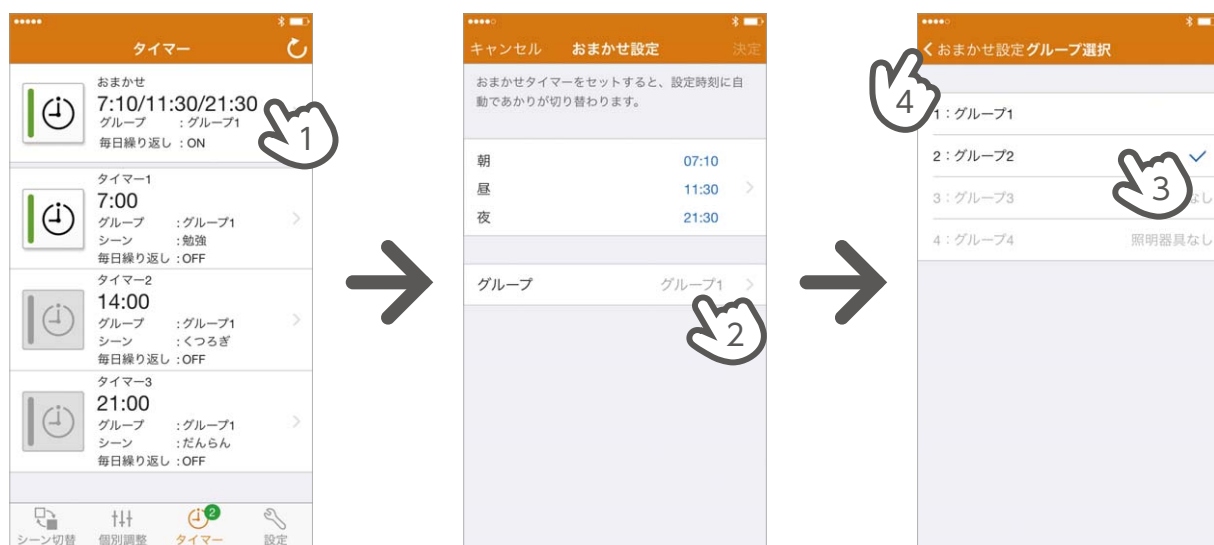 タイマー
おまかせ
7:10/11:30/21:30
グループ :グループ1
毎日繰り返し :ON
1
タイマー1
7:00
グループ :グループ1
シーン :勉強
毎日繰り返し :OFF
タイマー2
14:00
グループ :グループ1
シーン :くつろぎ
毎日繰り返し :OFF
タイマー3
21:00
グループ :グループ1
シーン :だんらん
毎日繰り返し :OFF
2
シーン切替 個別調整 タイマー 設定
キャンセル おまかせ設定 決定
おまかせタイマーをセットすると、設定時刻に自
動であかりが切り替わります。
朝 07:10
昼 11:30
夜 21:30
グループ グループ1
2
おまかせ設定 グループ選択
4
1:グループ1
2:グループ2
3
3:グループ3 なし
4:グループ4 照明器具なし